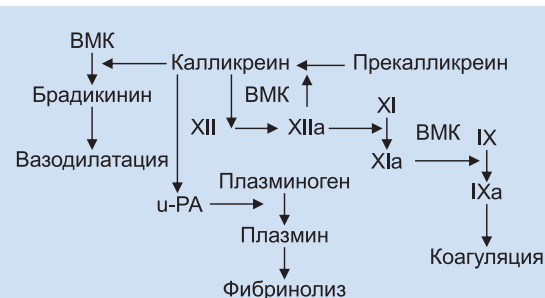 ВМК
Калликреин
Прекалликреин
Брадикинин
ВМК
XI
XII
XIIa
ВМК
IX
Вазодилатация
XIa
Плазминоген
u-PA
IXa
Плазмин
Коагуляция
Фибринолиз